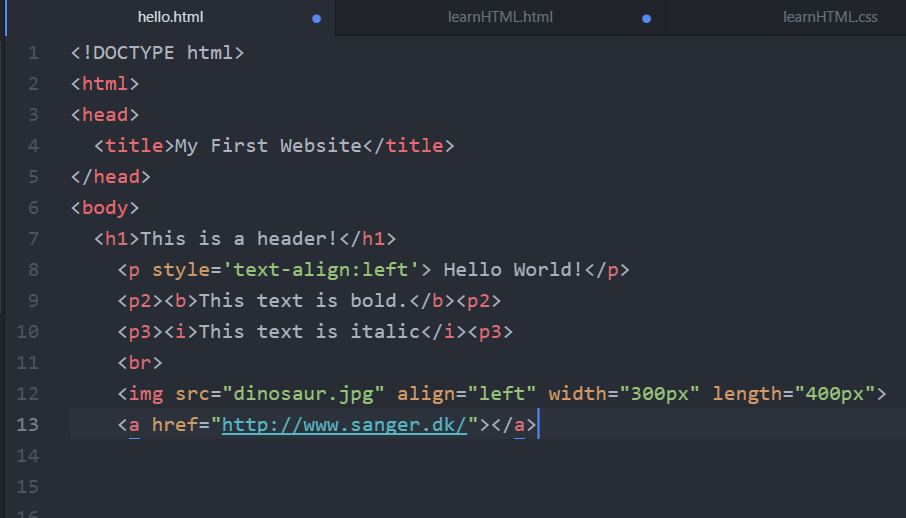 hello.html learnHTML.html learnHTML.css
1 <!DOCTYPE html>
2 <html>
3 <head>
4 <title>My First Website</title>
5 </head>
6 <body>
7 <h1>This is a header!</h1>
8 <p style='text-align:left'> Hello World!</p>
9 <p2><b>This text is bold.</b><p2>
10 <p3><i>This text is italic</i><p3>
11 <br>
12 <img src="dinosaur.jpg" align="left" width="300px" length="400px">
13 <a href="http://www.sanger.dk/"></a>
14
15
16